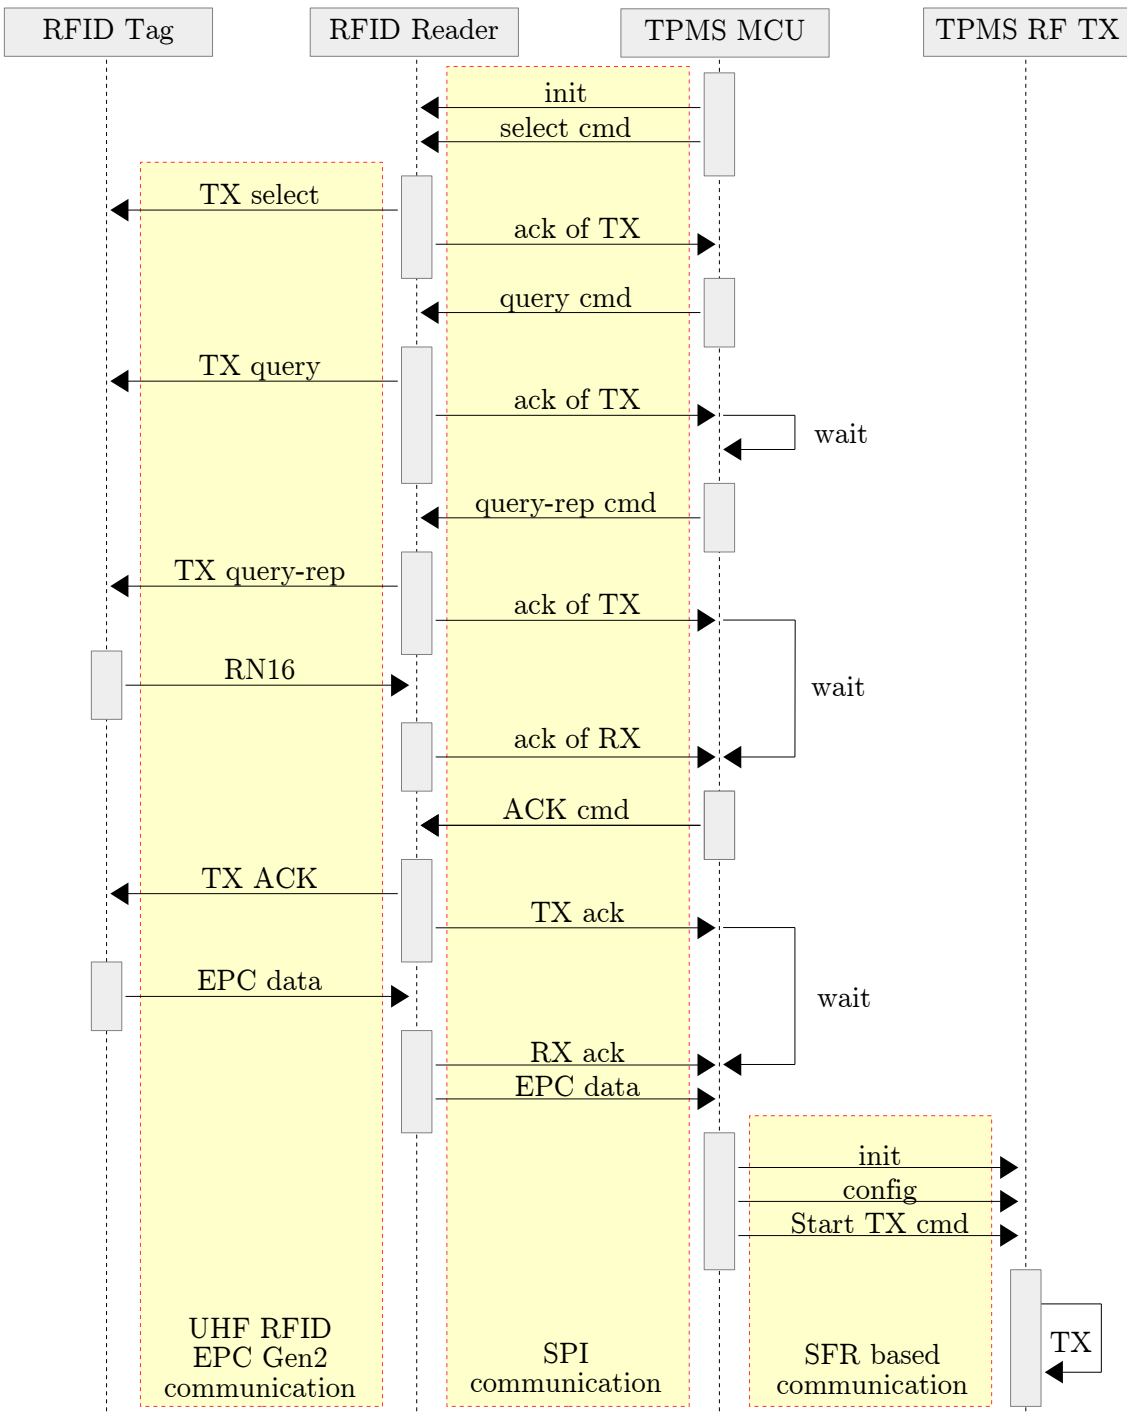 RFID Tag
RFID Reader
TPMS MCU
TPMS RF TX
init
select cmd
TX select
ack of TX
query cmd
TX query
ack of TX
wait
query-rep cmd
TX query-rep
ack of TX
RN16
wait
ack of RX
ACK cmd
TX ACK
TX ack
EPC data
wait
RX ack
EPC data
init
config
Start TX cmd
TX
UHF RFID
EPC Gen2
communication
SPI
communication
SFR based
communication